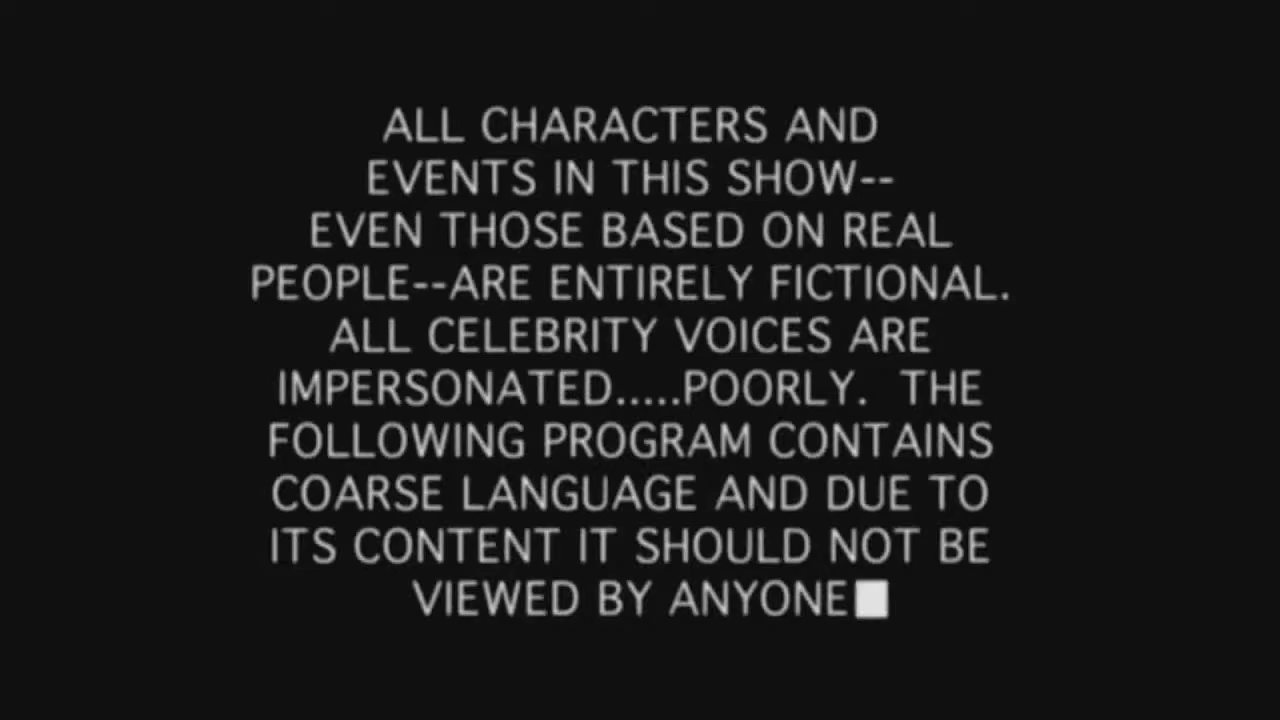 ALL CHARACTERS AND
EVENTS IN THIS SHOW--
EVEN THOSE BASED ON REAL
PEOPLE--ARE ENTIRELY FICTIONAL.
ALL CELEBRITY VOICES ARE
IMPERSONATED.....POORLY.  THE
FOLLOWING PROGRAM CONTAINS
COARSE LANGUAGE AND DUE TO
ITS CONTENT IT SHOULD NOT BE
VIEWED BY ANYONE